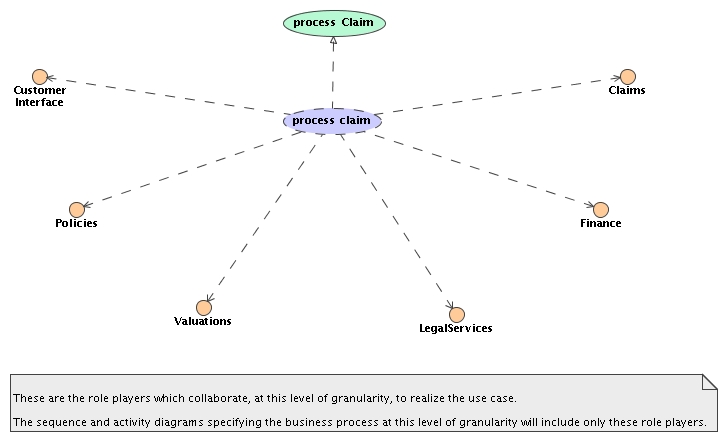 process Claim
Customer
Interface
Claims
process claim
Policies
Finance
Valuations
LegalServices
These are the role players which collaborate, at this level of granularity, to realize the use case.
The sequence and activity diagrams specifying the business process at this level of granularity will include only these role players.